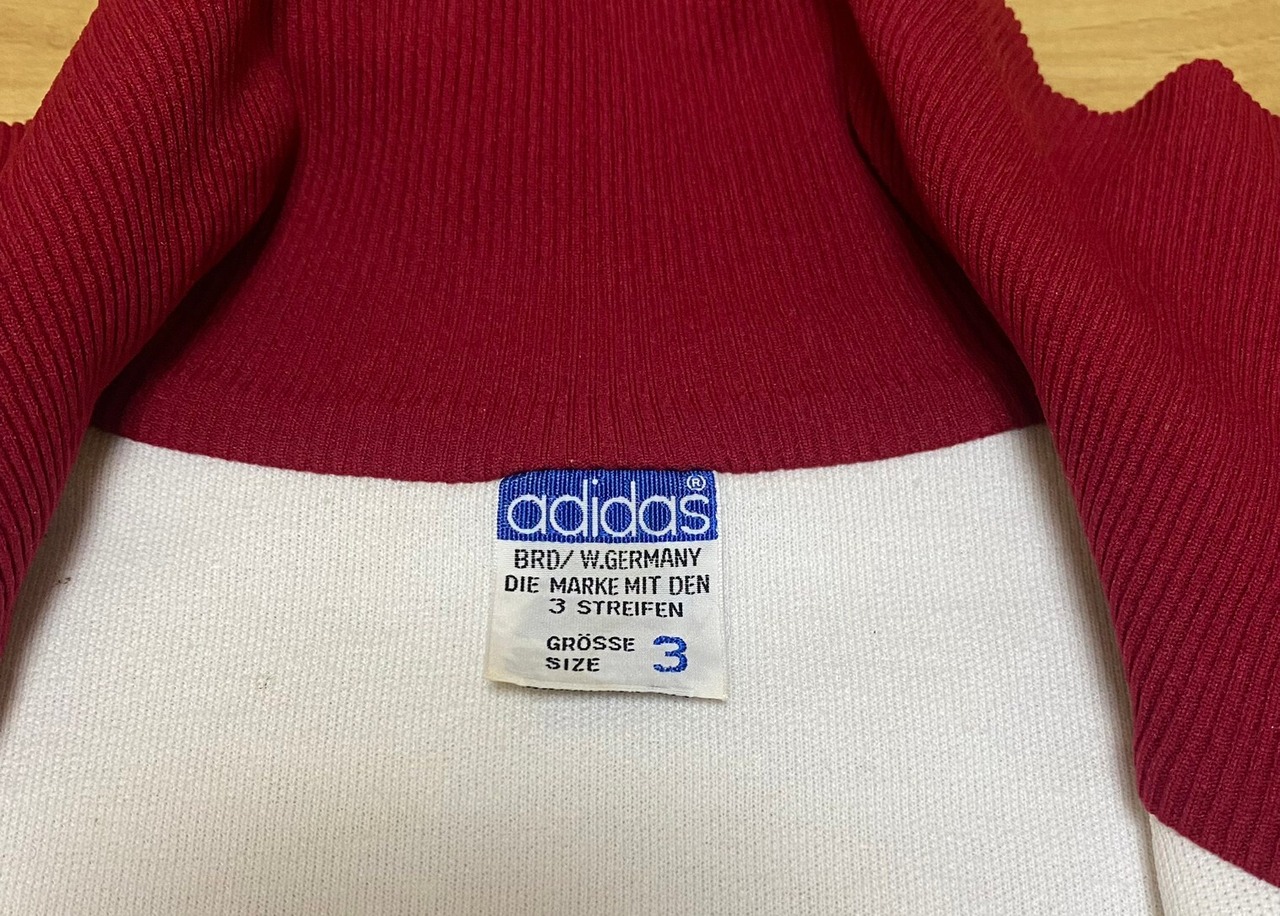 adidas®
BRD/ W.GERMANY
DIE MARKE MIT DEN
3 STREIFEN
GRÖSSE 3
SIZE